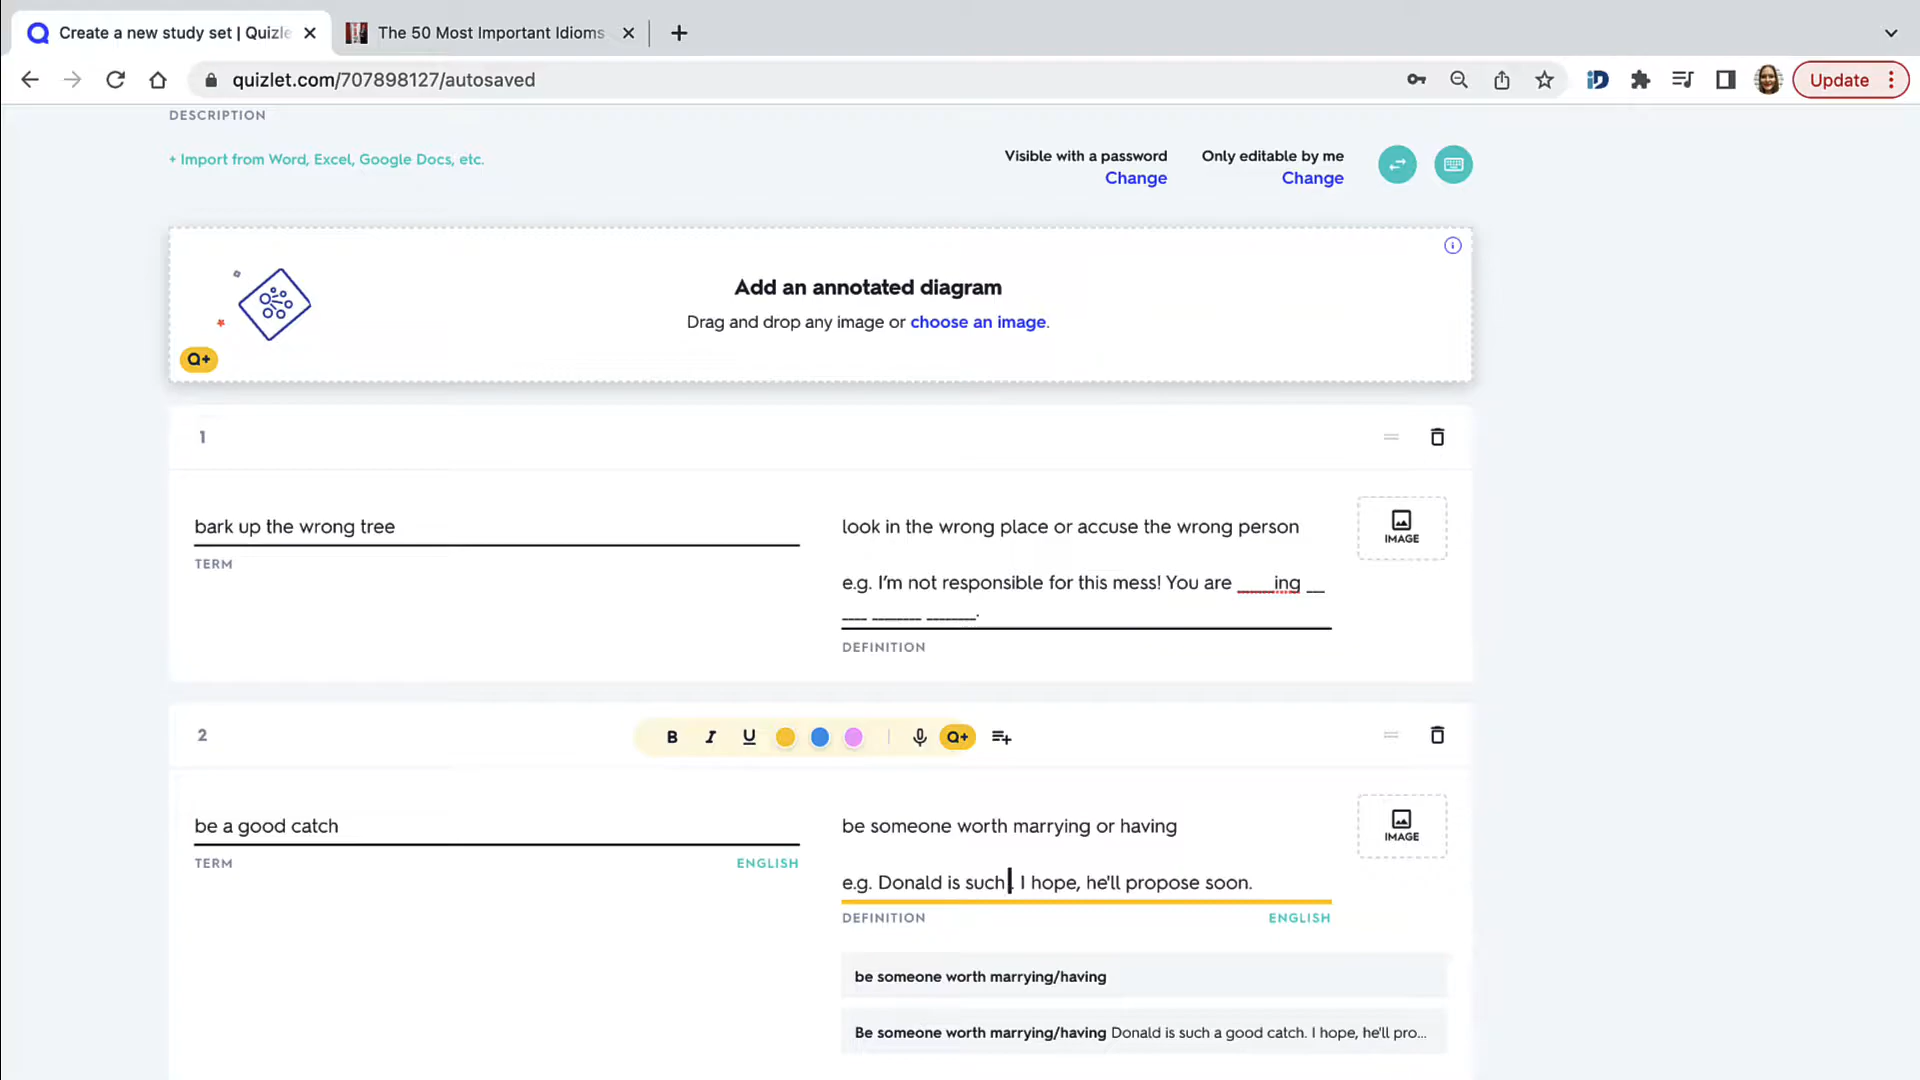 Create a new study set | Quizle
The 50 Most Important Idioms
quizlet.com/707898127/autosaved
Update
DESCRIPTION
+ Import from Word, Excel, Google Docs, etc.
Visible with a password
Change
Only editable by me
Change
Add an annotated diagram
Drag and drop any image or choose an image.
Q+
1
bark up the wrong tree
TERM
look in the wrong place or accuse the wrong person
e.g. I'm not responsible for this mess! You are ____ing __
___ _____ _____.
DEFINITION
IMAGE
2
B I U Q+
be a good catch
TERM
ENGLISH
be someone worth marrying or having
e.g. Donald is such . I hope, he'll propose soon.
DEFINITION
ENGLISH
IMAGE
be someone worth marrying/having
Be someone worth marrying/having Donald is such a good catch. I hope, he'll pro...